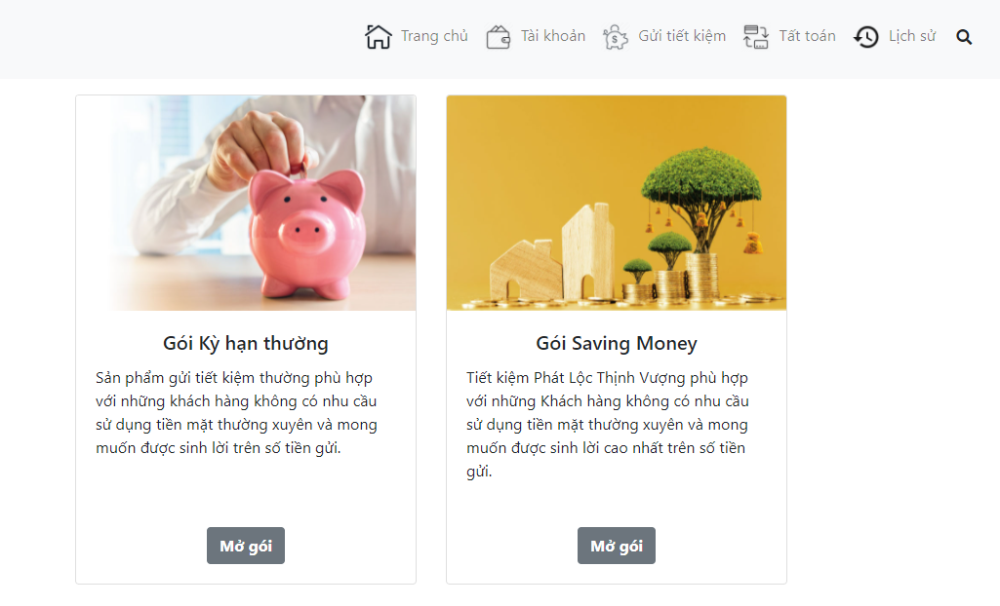 Trang chủ Tài khoản Gửi tiết kiệm Tất toán Lịch sử
Gói Kỳ hạn thường
Sản phẩm gửi tiết kiệm thường phù hợp
với những khách hàng không có nhu cầu
sử dụng tiền mặt thường xuyên và mong
muốn được sinh lời trên số tiền gửi.
Mở gói
Gói Saving Money
Tiết kiệm Phát Lộc Thịnh Vượng phù hợp
với những Khách hàng không có nhu cầu
sử dụng tiền mặt thường xuyên và mong
muốn được sinh lời cao nhất trên số tiền
gửi.
Mở gói